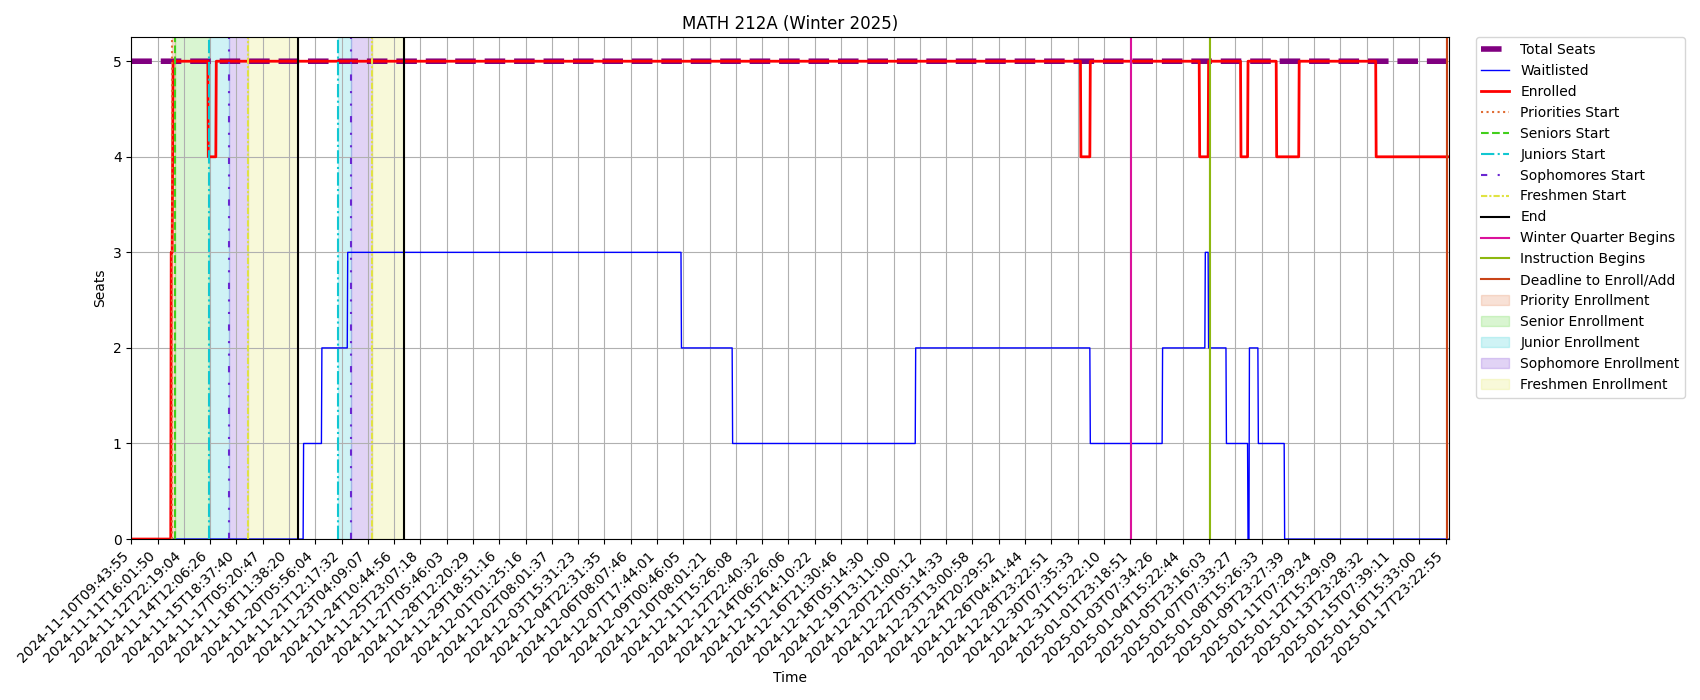 MATH 212A (Winter 2025)
Seats
5
4
3
2
1
0
2024-11-10T09:43:55
2024-11-11T16:01:50
2024-11-12T22:19:04
2024-11-14T12:06:26
2024-11-15T18:37:40
2024-11-17T05:20:47
2024-11-18T11:38:20
2024-11-20T05:56:04
2024-11-21T12:17:32
2024-11-23T04:09:07
2024-11-24T10:44:56
2024-11-25T23:07:18
2024-11-27T05:46:03
2024-11-28T12:20:29
2024-11-29T18:51:16
2024-12-01T01:25:16
2024-12-02T08:01:37
2024-12-03T15:31:23
2024-12-04T22:31:35
2024-12-06T08:07:46
2024-12-07T17:44:01
2024-12-09T00:46:05
2024-12-10T08:01:21
2024-12-11T15:26:08
2024-12-12T22:40:32
2024-12-14T06:26:06
2024-12-15T14:10:22
2024-12-16T21:30:46
2024-12-18T05:14:30
2024-12-19T13:11:00
2024-12-20T21:00:12
2024-12-22T05:14:33
2024-12-23T13:00:58
2024-12-24T20:29:52
2024-12-26T04:41:44
2024-12-28T23:22:51
2024-12-30T07:35:33
2024-12-31T15:22:10
2025-01-01T23:18:51
2025-01-03T07:34:26
2025-01-04T15:22:44
2025-01-05T23:16:03
2025-01-07T07:33:27
2025-01-08T15:26:33
2025-01-09T23:27:39
2025-01-11T07:29:24
2025-01-12T15:29:09
2025-01-13T23:28:32
2025-01-15T07:39:11
2025-01-16T15:33:00
2025-01-17T23:22:55
Time
Total Seats
Waitlisted
Enrolled
Priorities Start
Seniors Start
Juniors Start
Sophomores Start
Freshmen Start
End
Winter Quarter Begins
Instruction Begins
Deadline to Enroll/Add
Priority Enrollment
Senior Enrollment
Junior Enrollment
Sophomore Enrollment
Freshmen Enrollment